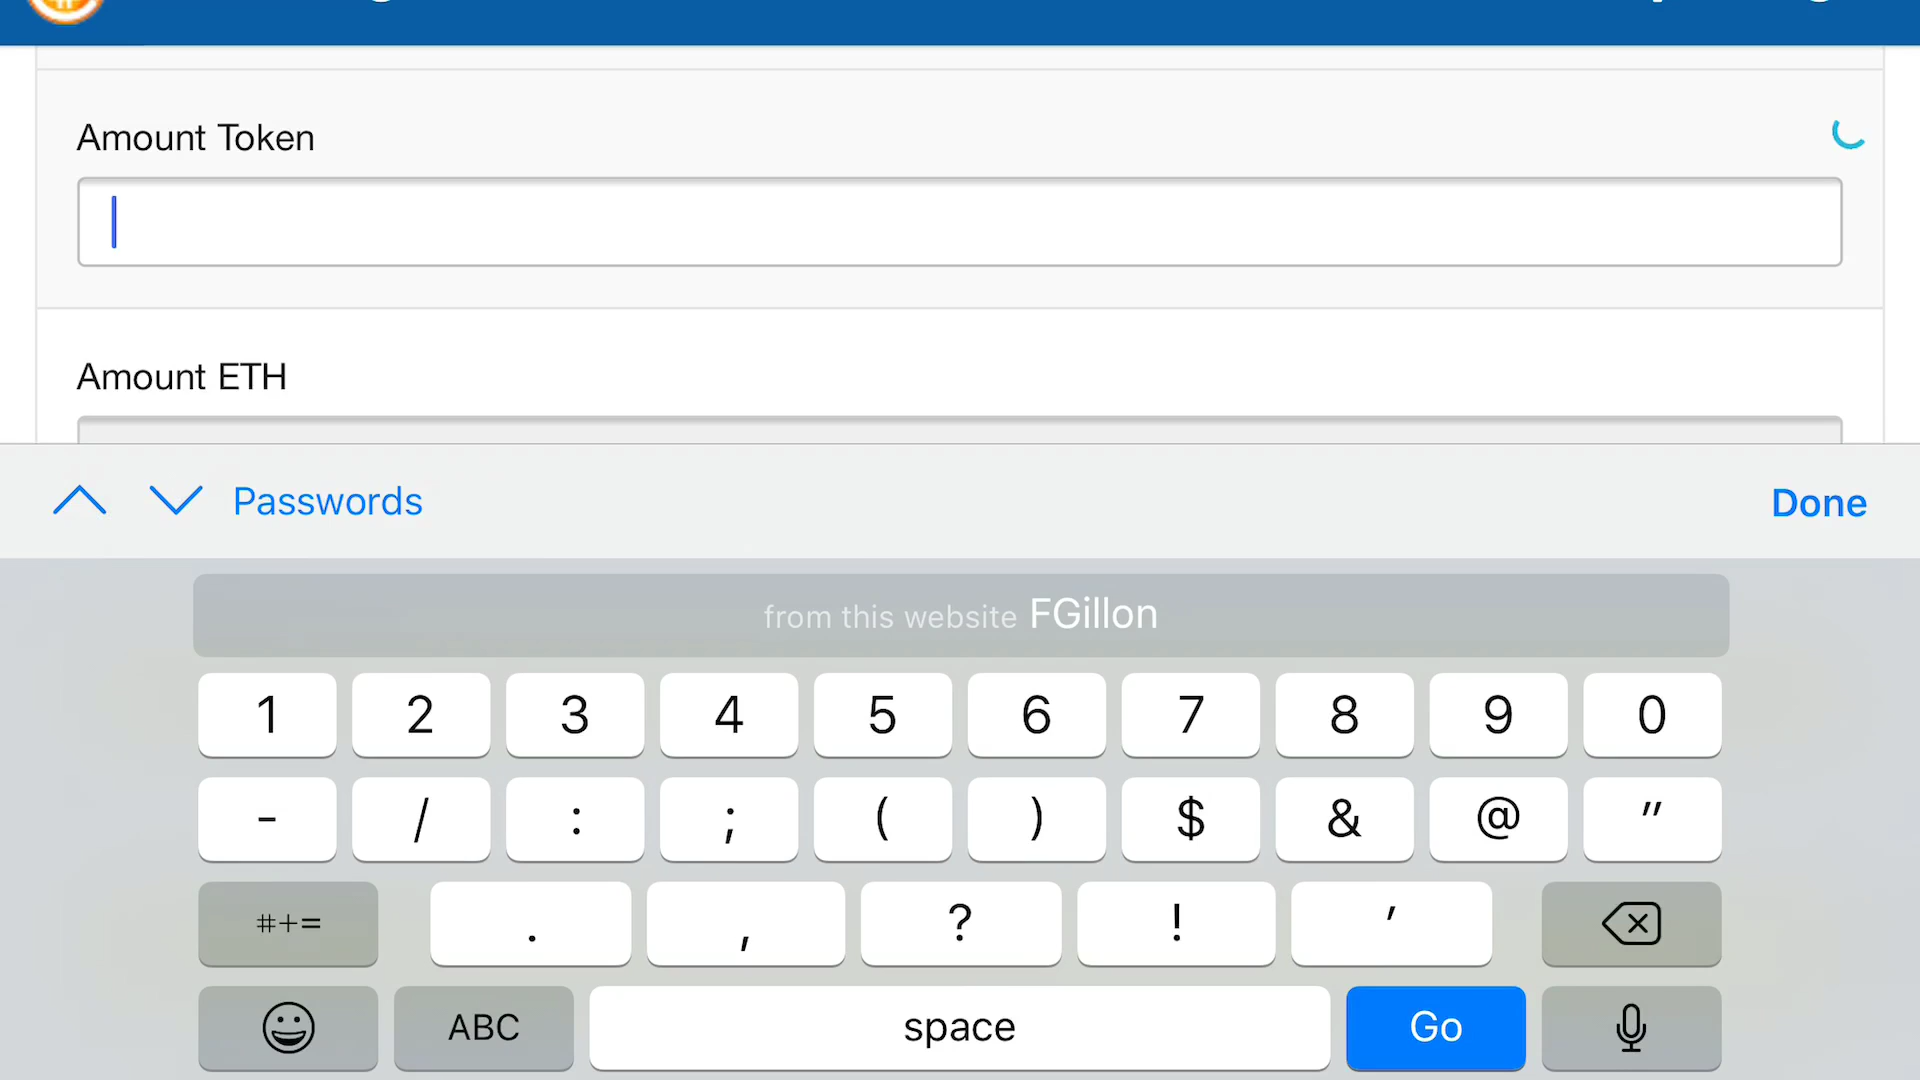 Amount Token
Amount ETH
Passwords
Done
from this website FGillon
1 2 3 4 5 6 7 8 9 0
- / : ; ( ) $ & @ "
#+= . , ? ! '
ABC space Go